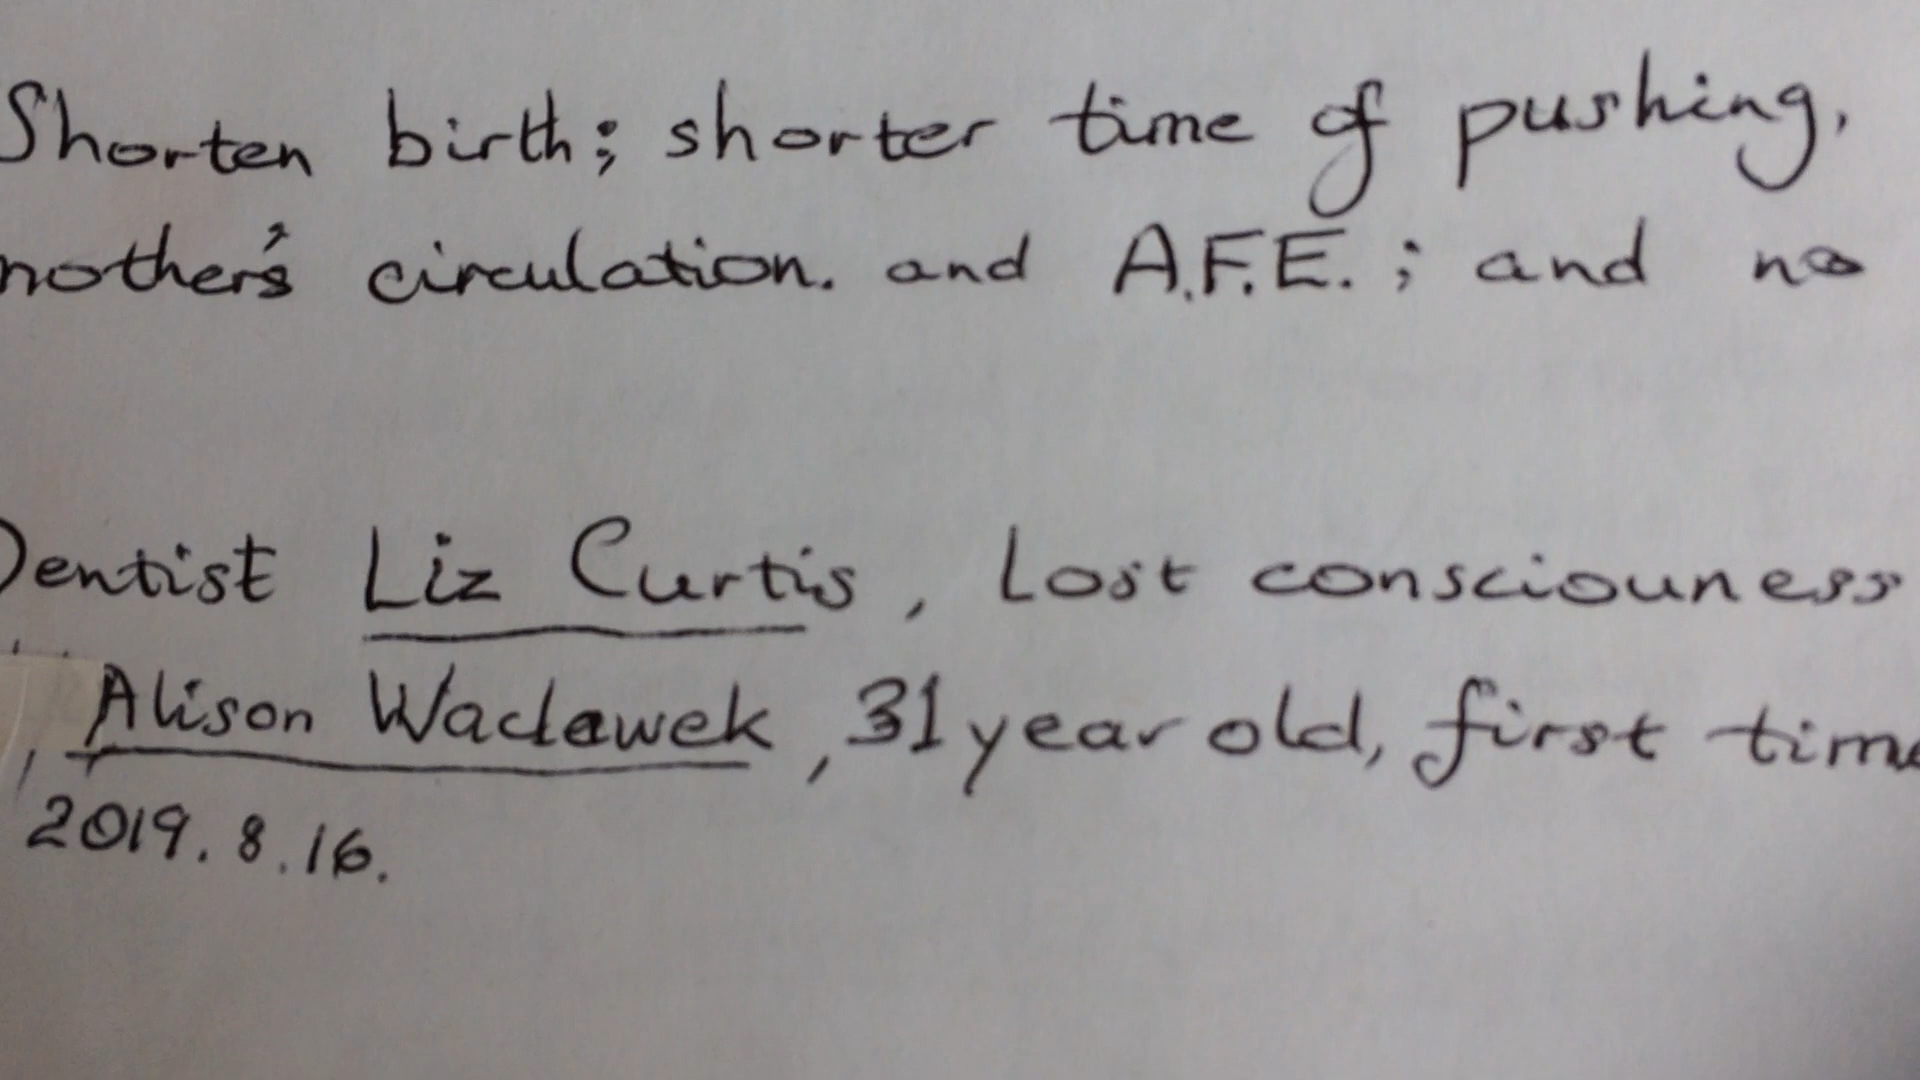 Shorten birth; shorter time of pushing,
mother's circulation. and A.F.E.; and no
Dentist Liz Curtis, Lost consciouness
, Alison Waclawek, 31 year old, first time
2019.8.16.